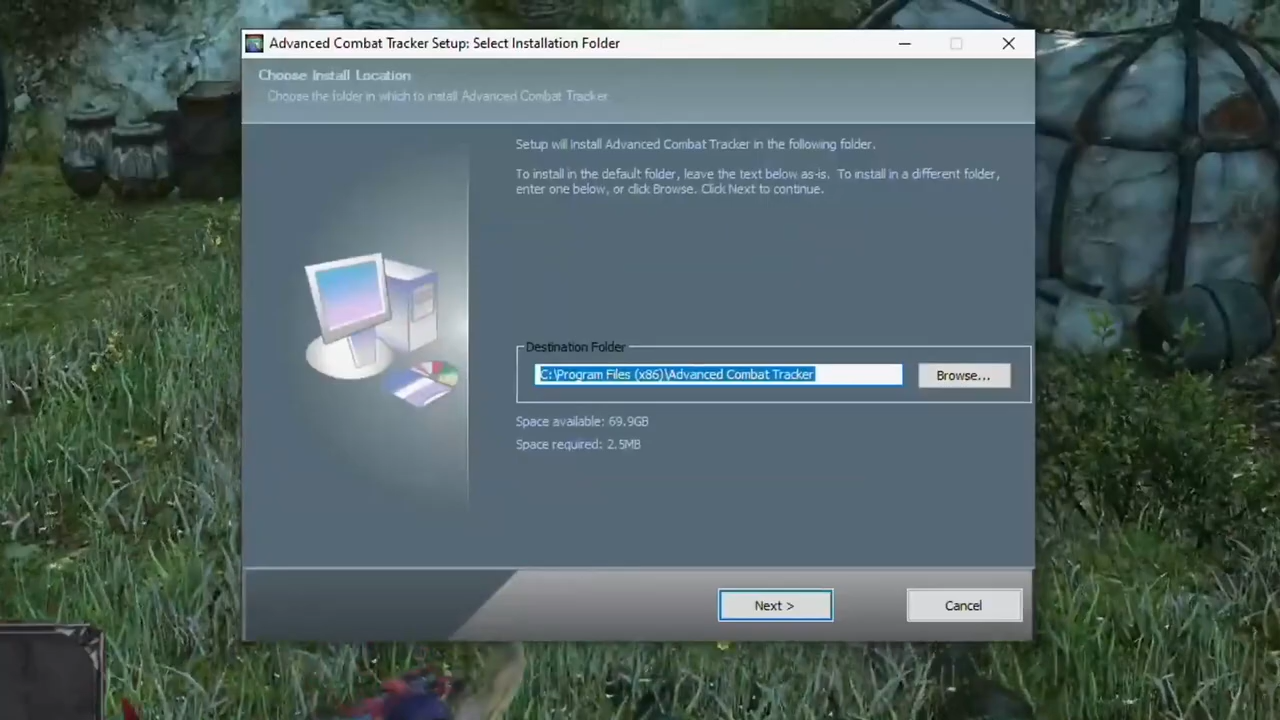 Advanced Combat Tracker Setup: Select Installation Folder
Choose Install Location
Choose the folder in which to install Advanced Combat Tracker
Setup will install Advanced Combat Tracker in the following folder.
To install in the default folder, leave the text below as-is. To install in a different folder,
enter one below, or click Browse. Click Next to continue.
Destination Folder
C:\Program Files (x86)\Advanced Combat Tracker
Browse...
Space available: 69.9GB
Space required: 2.5MB
Next >
Cancel